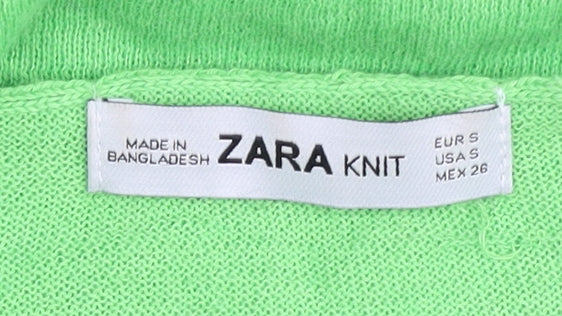 MADE IN
BANGLADESH
ZARA KNIT
EUR S
USA S
MEX 26